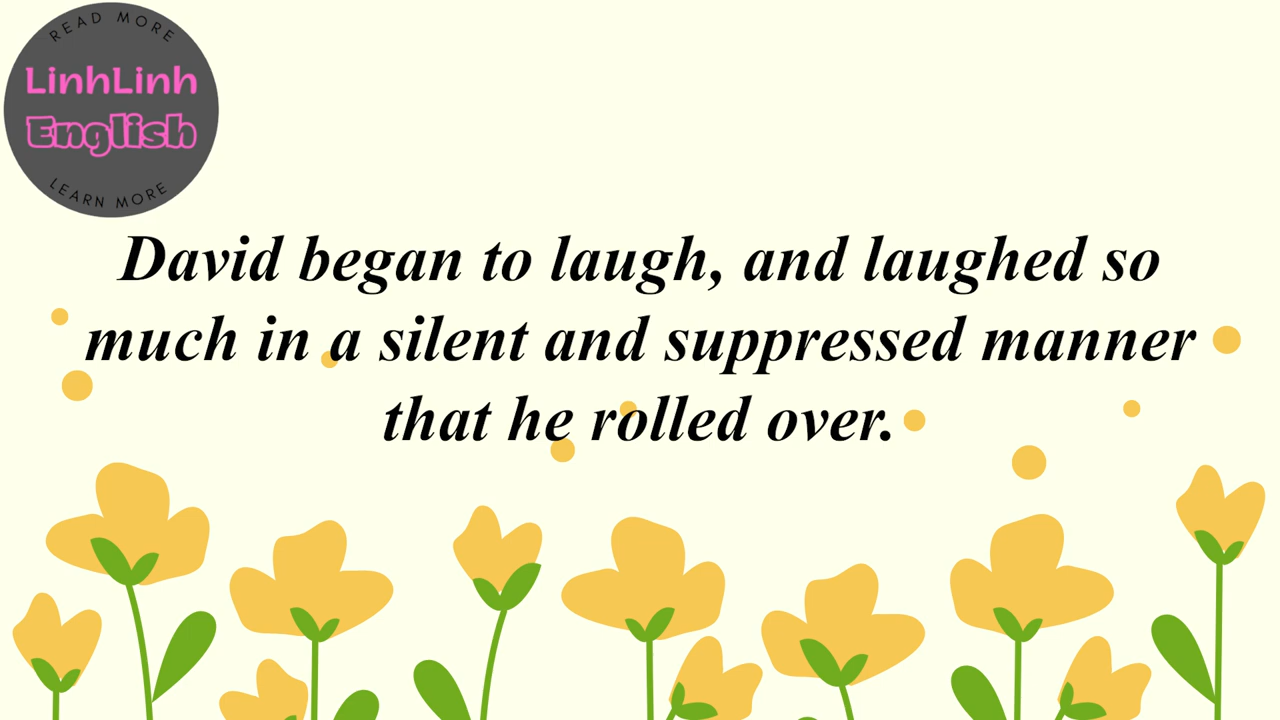 READ MORE
LinhLinh
English
LEARN MORE
David began to laugh, and laughed so
much in a silent and suppressed manner
that he rolled over.